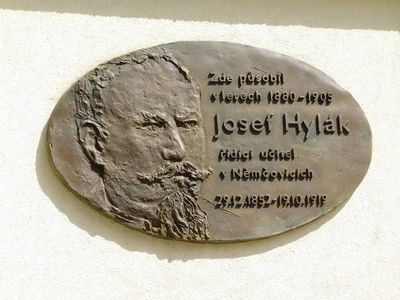 Zde působil
v letech 1880-1905
Josef Hylák
řídící učitel
v Němčovicích
29.12.1852-19.10.1919